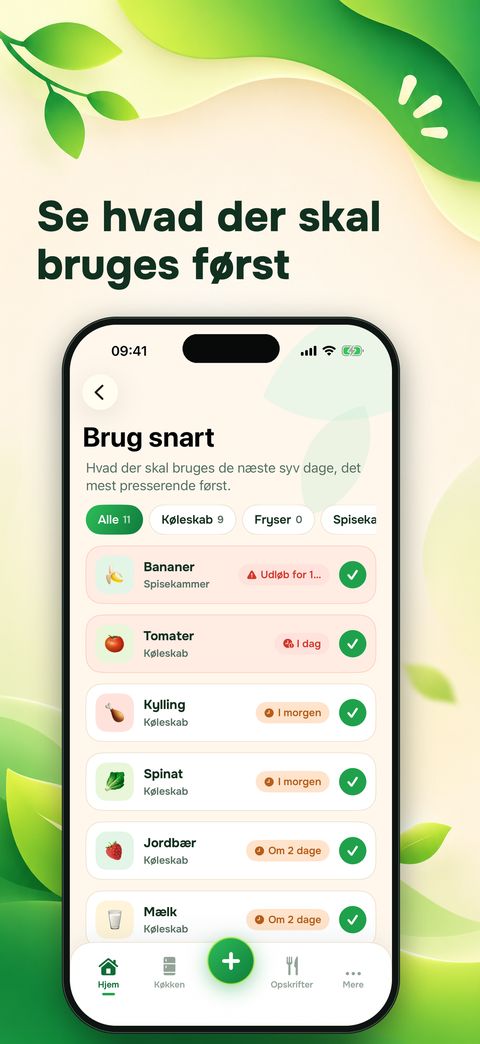 Se hvad der skal
bruges først
09:41
Brug snart
Hvad der skal bruges de næste syv dage, det
mest presserende først.
Alle 11 Køleskab 9 Fryser 0 Spiseka
Bananer
Spisekammer
Udløb for 1...
Tomater
Køleskab
I dag
Kylling
Køleskab
I morgen
Spinat
Køleskab
I morgen
Jordbær
Køleskab
Om 2 dage
Mælk
Køleskab
Om 2 dage
Hjem Køkken Opskrifter Mere